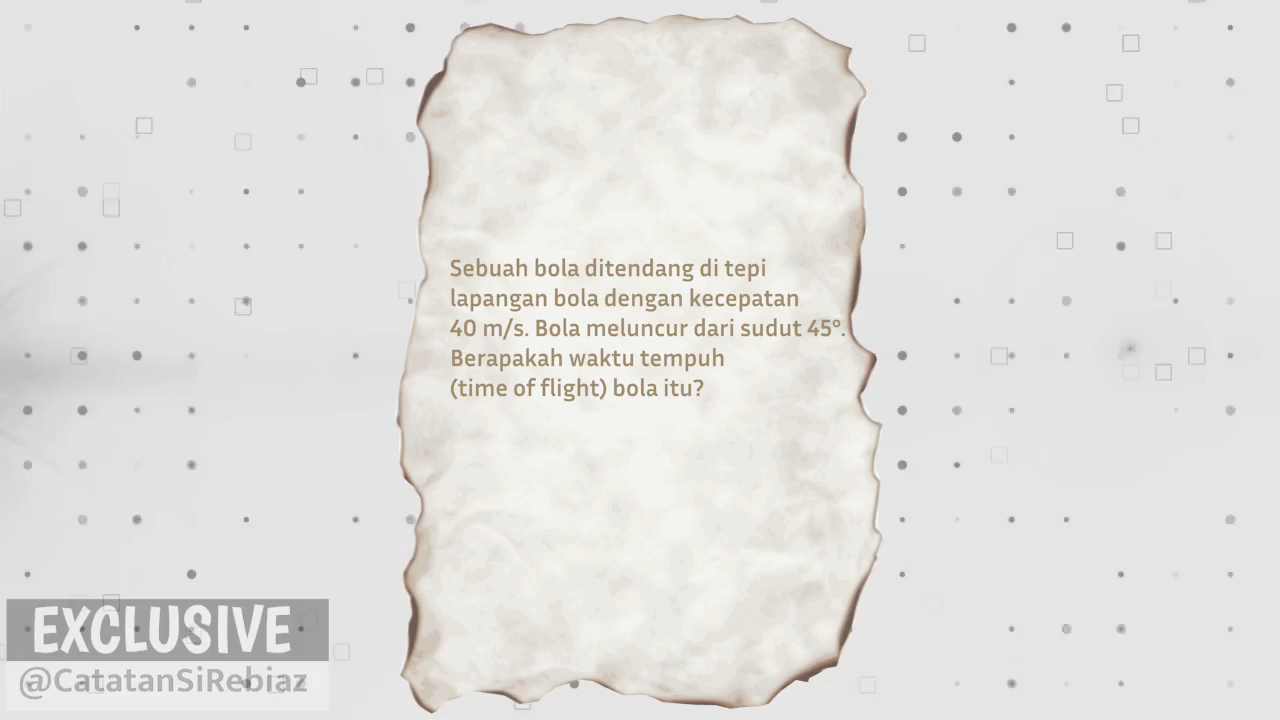 Sebuah bola ditendang di tepi
lapangan bola dengan kecepatan
40 m/s. Bola meluncur dari sudut 45°.
Berapakah waktu tempuh
(time of flight) bola itu?
EXCLUSIVE
@CatatanSiRebiaz